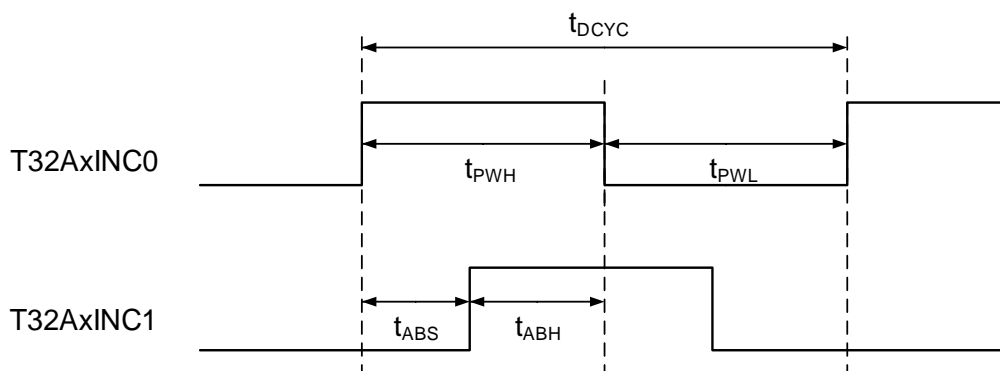 tDCYC
T32AxINC0
tPWH tPWL
T32AxINC1
tABS tABH